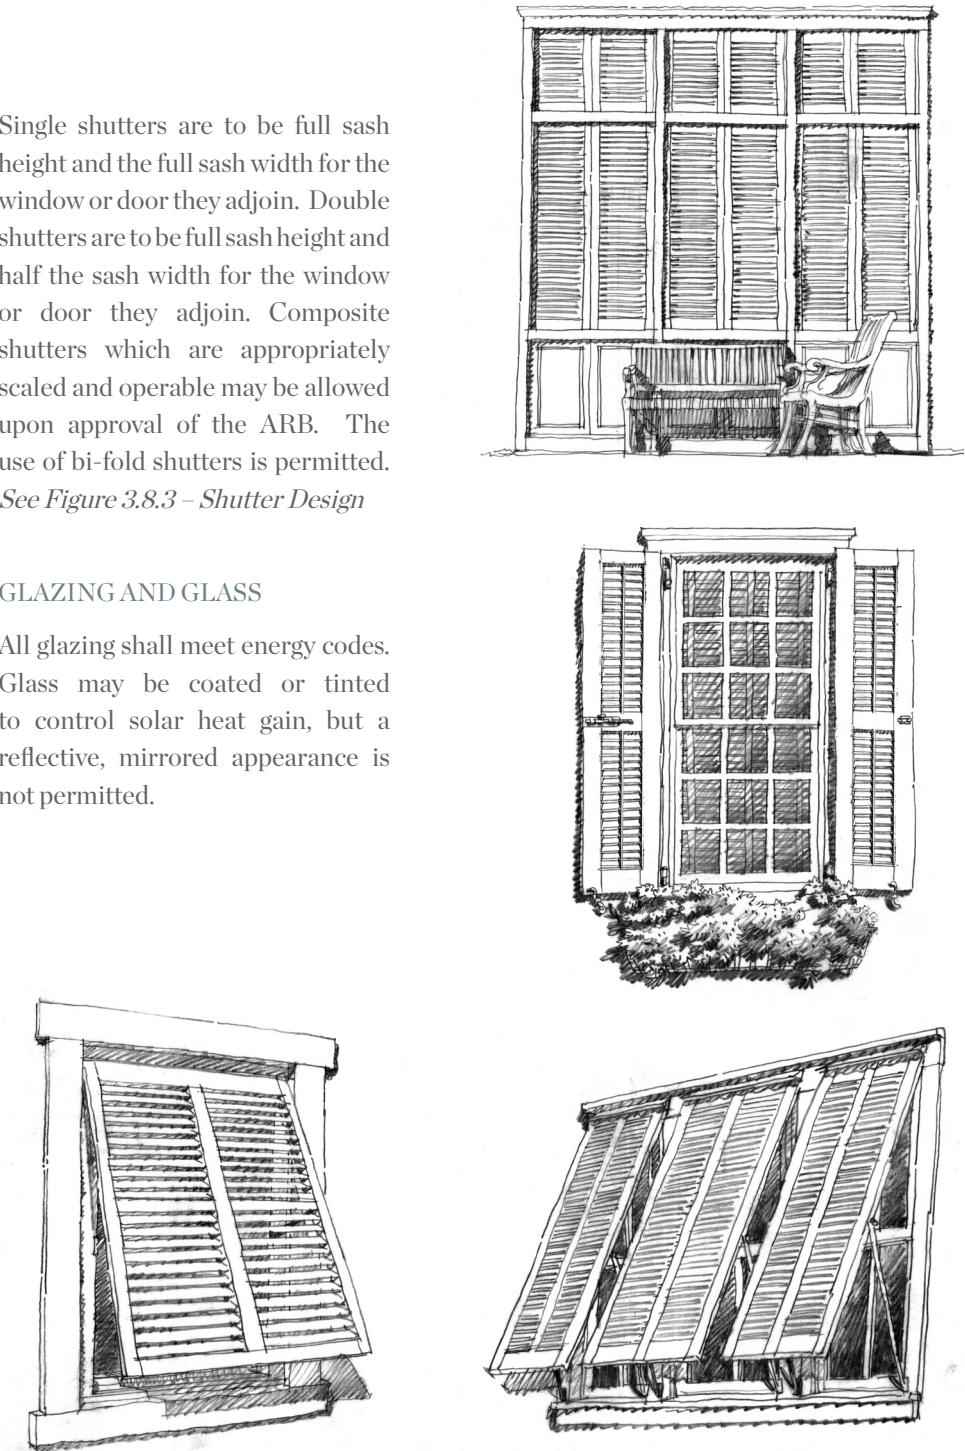 Single shutters are to be full sash
height and the full sash width for the
window or door they adjoin. Double
shutters are to be full sash height and
half the sash width for the window
or door they adjoin. Composite
shutters which are appropriately
scaled and operable may be allowed
upon approval of the ARB. The
use of bi-fold shutters is permitted.
See Figure 3.8.3 – Shutter Design
GLAZING AND GLASS
All glazing shall meet energy codes.
Glass may be coated or tinted
to control solar heat gain, but a
reflective, mirrored appearance is
not permitted.